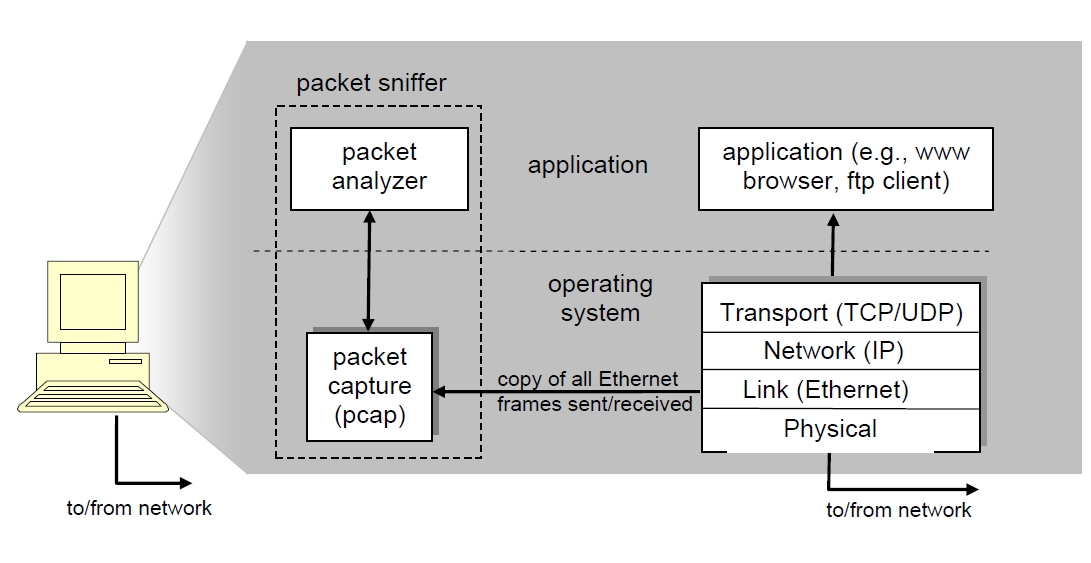 packet sniffer
packet
analyzer
application
application (e.g., www
browser, ftp client)
operating
system
packet
capture
(pcap)
copy of all Ethernet
frames sent/received
Transport (TCP/UDP)
Network (IP)
Link (Ethernet)
Physical
to/from network
to/from network